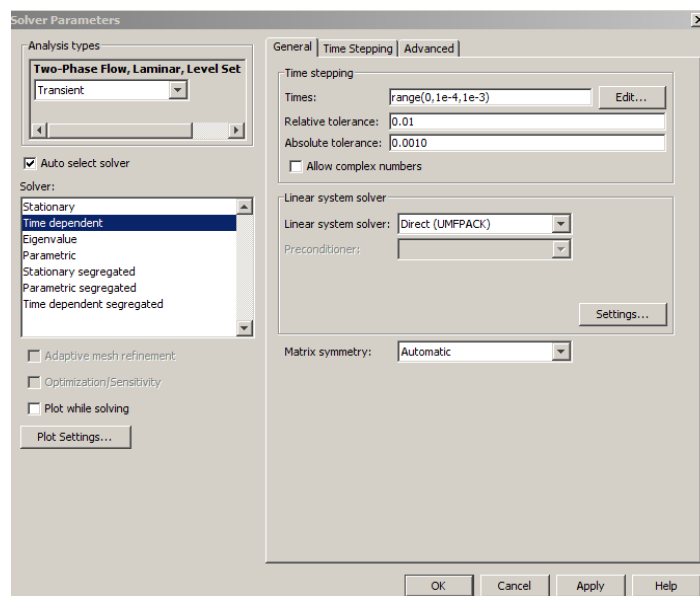 Solver Parameters
Analysis types
Two-Phase Flow, Laminar, Level Set
Transient
Auto select solver
Solver:
Stationary
Time dependent
Eigenvalue
Parametric
Stationary segregated
Parametric segregated
Time dependent segregated
Adaptive mesh refinement
Optimization/Sensitivity
Plot while solving
Plot Settings...
General Time Stepping Advanced
Time stepping
Times: range(0,1e-4,1e-3) Edit...
Relative tolerance: 0.01
Absolute tolerance: 0.0010
Allow complex numbers
Linear system solver
Linear system solver: Direct (UMFPACK)
Preconditioner:
Settings...
Matrix symmetry: Automatic
OK Cancel Apply Help